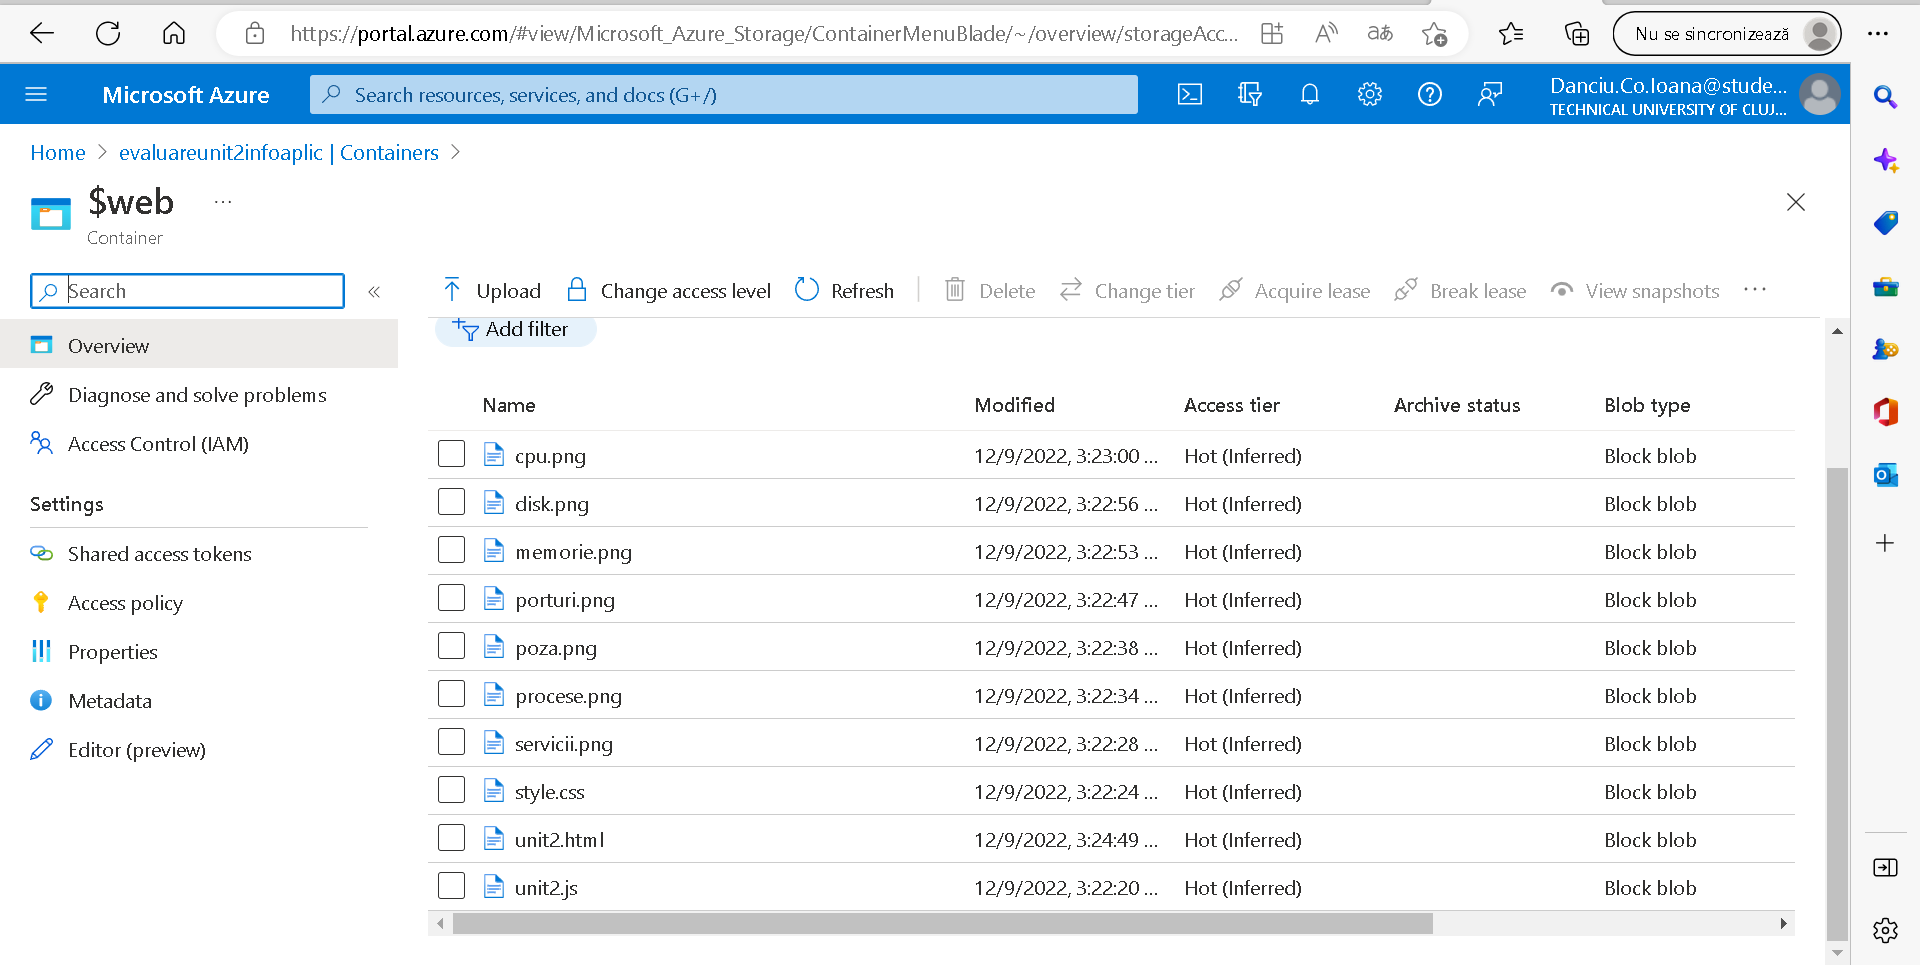 https://portal.azure.com/#view/Microsoft_Azure_Storage/ContainerMenuBlade/~/overview/storageAcc...
Nu se sincronizează
Microsoft Azure
Search resources, services, and docs (G+/)
Danciu.Co.Ioana@stude...
TECHNICAL UNIVERSITY OF CLUJ...
Home > evaluareunit2infoaplic | Containers >
$web
Container
Search
Upload Change access level Refresh Delete Change tier Acquire lease Break lease View snapshots
Add filter
Overview
Diagnose and solve problems
Access Control (IAM)
Settings
Shared access tokens
Access policy
Properties
Metadata
Editor (preview)
Name Modified Access tier Archive status Blob type
cpu.png 12/9/2022, 3:23:00 ... Hot (Inferred) Block blob
disk.png 12/9/2022, 3:22:56 ... Hot (Inferred) Block blob
memorie.png 12/9/2022, 3:22:53 ... Hot (Inferred) Block blob
porturi.png 12/9/2022, 3:22:47 ... Hot (Inferred) Block blob
poza.png 12/9/2022, 3:22:38 ... Hot (Inferred) Block blob
procese.png 12/9/2022, 3:22:34 ... Hot (Inferred) Block blob
servicii.png 12/9/2022, 3:22:28 ... Hot (Inferred) Block blob
style.css 12/9/2022, 3:22:24 ... Hot (Inferred) Block blob
unit2.html 12/9/2022, 3:24:49 ... Hot (Inferred) Block blob
unit2.js 12/9/2022, 3:22:20 ... Hot (Inferred) Block blob